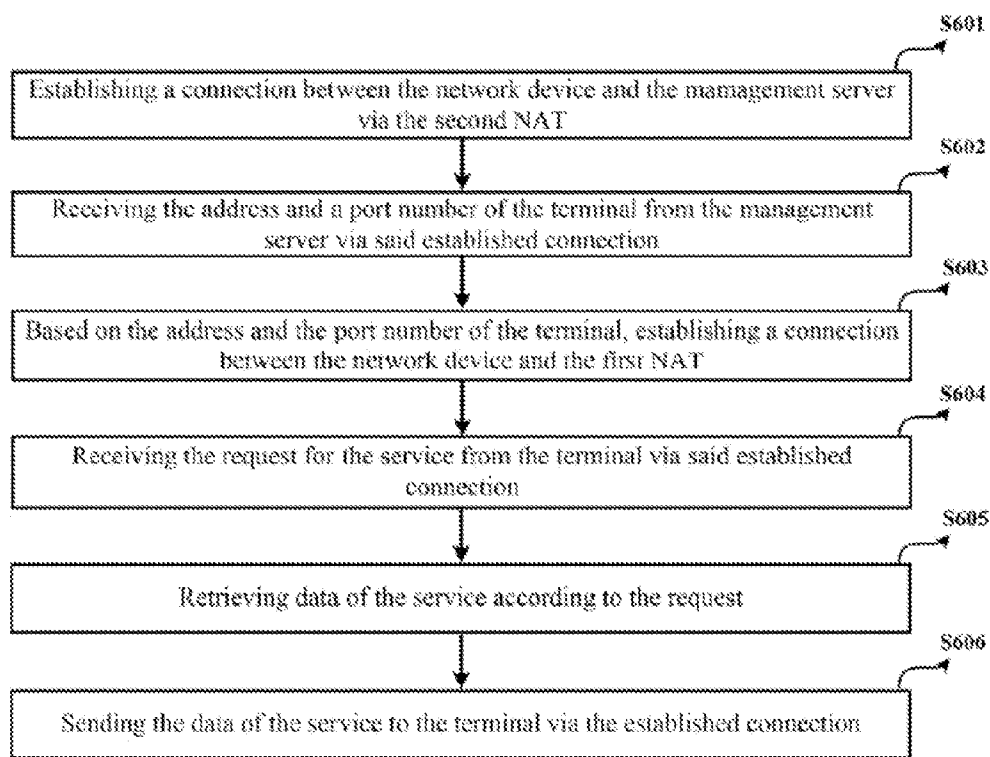 S601
Establishing a connection between the network device and the mamagement server
via the second NAT
S602
Receiving the address and a port number of the terminal from the management
server via said established connection
S603
Based on the address and the port number of the terminal, establishing a connection
between the network device and the first NAT
S604
Receiving the request for the service from the terminal via said established
connection
S605
Retrieving data of the service according to the request
S606
Sending the data of the service to the terminal via the established connection